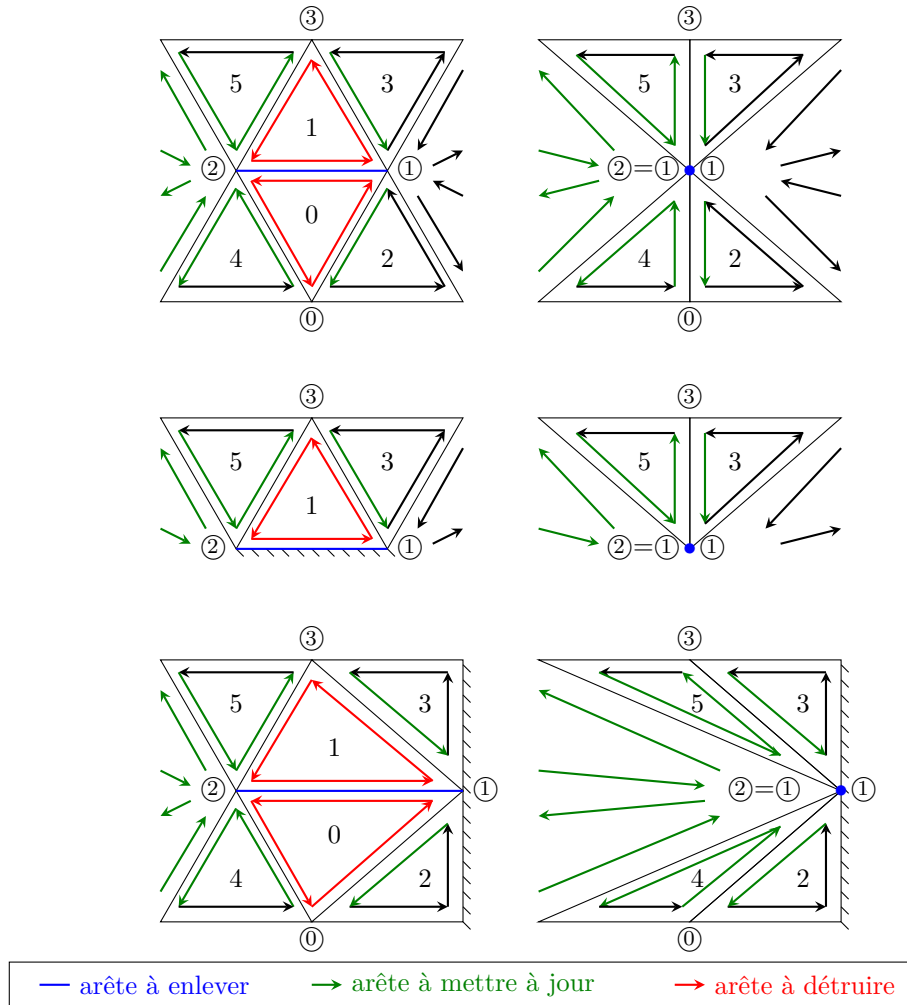 ③ ③
5 3 5 3
1
② ① ②=① ①
0
4 2 4 2
⓪ ⓪
③ ③
5 3 5 3
1
② ① ②=① ①
③ ③
5 3 5 3
1
② ① ②=① ①
0
4 2 4 2
⓪ ⓪
arête à enlever arête à mettre à jour arête à détruire